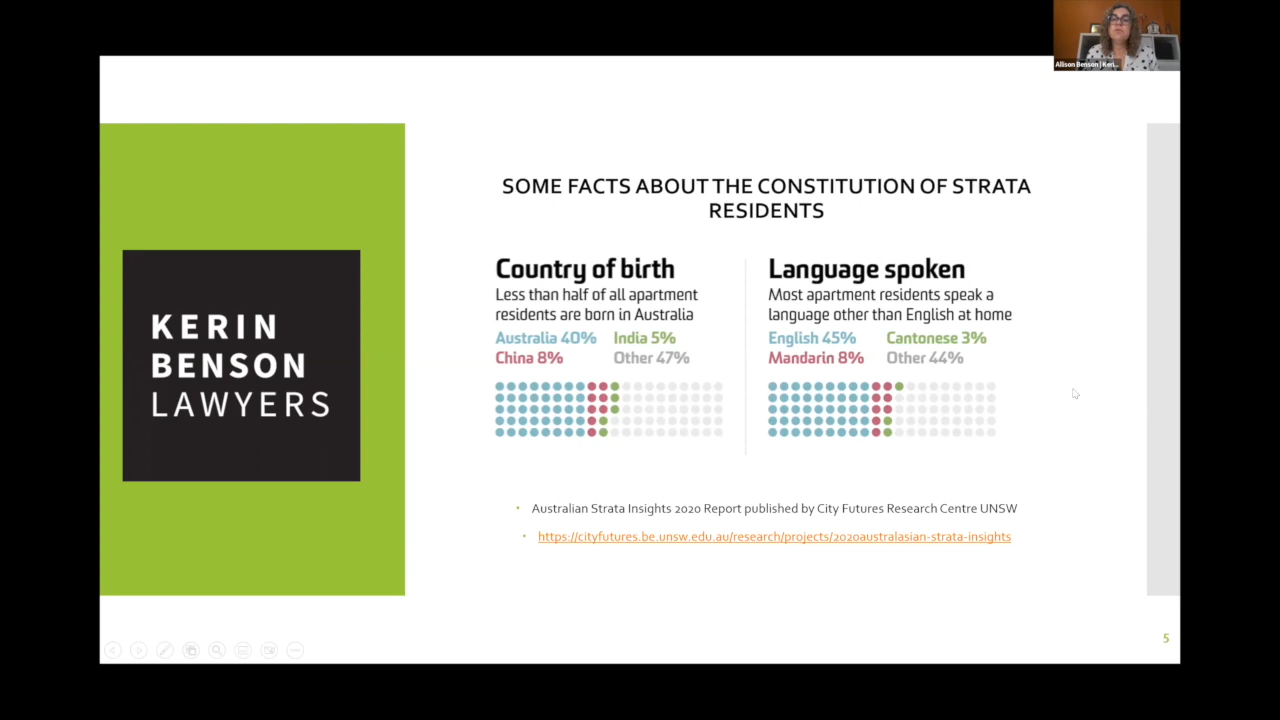 Allison Benson | Keri...
SOME FACTS ABOUT THE CONSTITUTION OF STRATA
RESIDENTS
KERIN
BENSON
LAWYERS
Country of birth
Less than half of all apartment
residents are born in Australia
Australia 40% India 5%
China 8% Other 47%
Language spoken
Most apartment residents speak a
language other than English at home
English 45% Cantonese 3%
Mandarin 8% Other 44%
• Australian Strata Insights 2020 Report published by City Futures Research Centre UNSW
• https://cityfutures.be.unsw.edu.au/research/projects/2020australasian-strata-insights
5